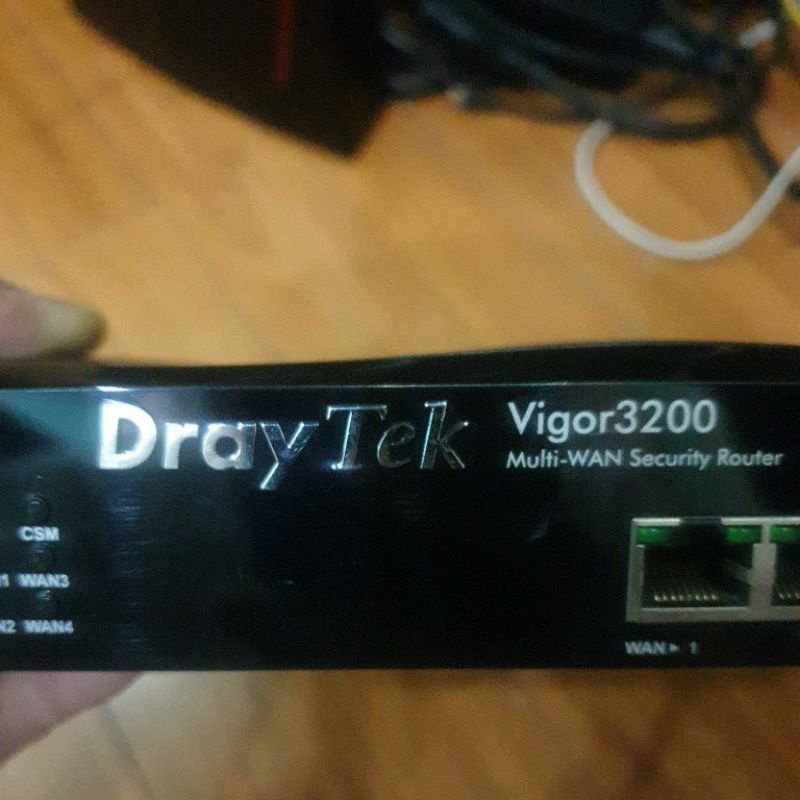 DrayTek
Vigor3200
Multi-WAN Security Router
CSM
WAN3
WAN4
WAN▸ 1